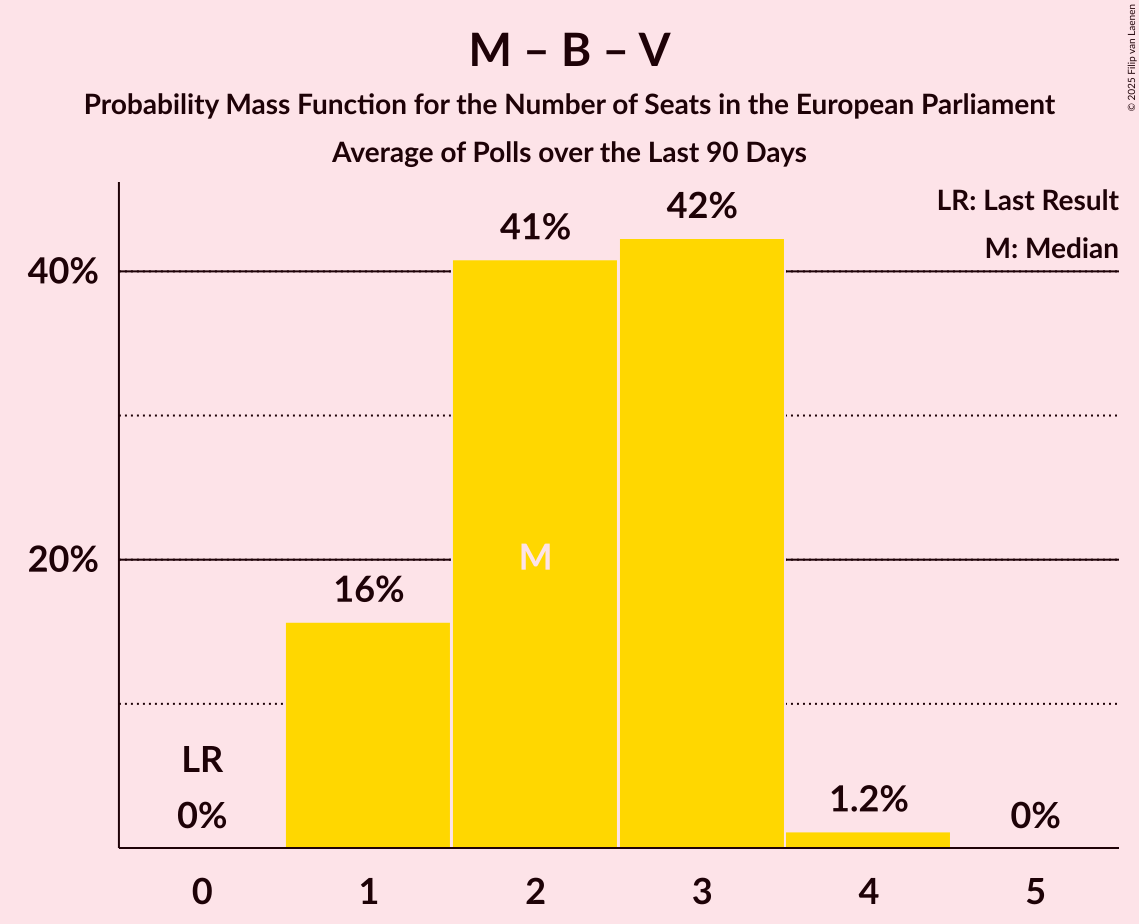 M – B – V
Probability Mass Function for the Number of Seats in the European Parliament
Average of Polls over the Last 90 Days
© 2025 Filip van Laenen
LR: Last Result
M: Median
40%
20%
LR
0%
16%
41%
M
42%
1.2%
0%
0 1 2 3 4 5